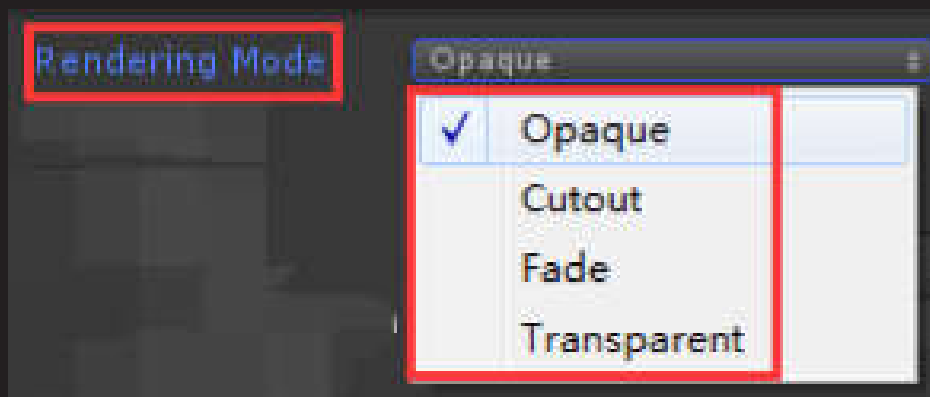 Rendering Mode
Opaque
Opaque
Cutout
Fade
Transparent